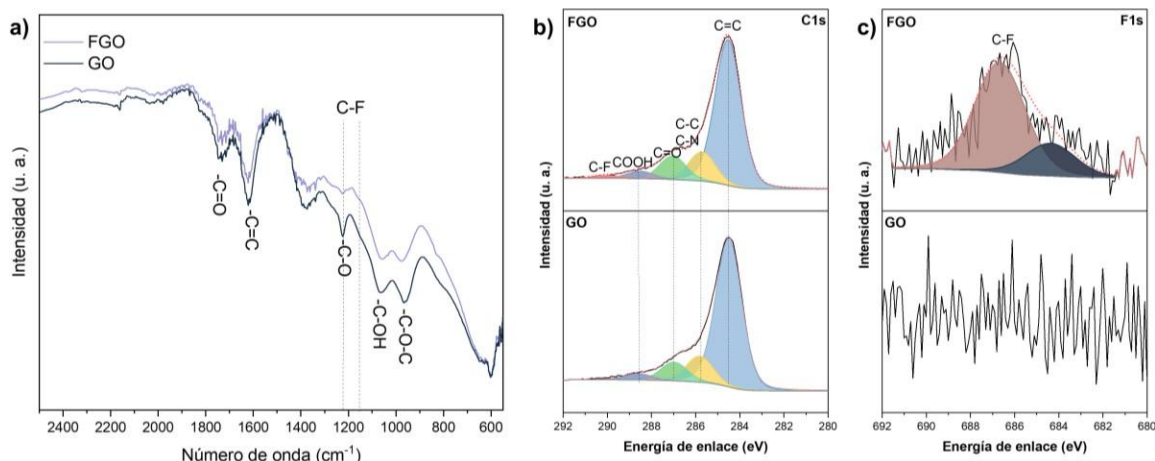 a)
FGO
GO
C-F
-C=O
-C=C
-C-O
-C-OH
-C-O-C
Intensidad (u. a.)
2400 2200 2000 1800 1600 1400 1200 1000 800 600
Número de onda (cm-1)
b)
FGO
C1s
C=C
C-C
C-N
C=O
COOH
C-F
GO
Intensidad (u. a.)
292 290 288 286 284 282 280
Energía de enlace (eV)
c)
FGO
F1s
C-F
GO
Intensidad (u. a.)
692 690 688 686 684 682 680
Energía de enlace (eV)